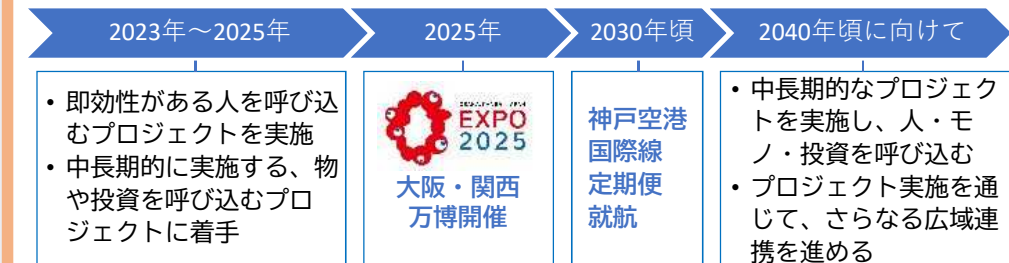 2023年～2025年
2025年
2030年頃
2040年頃に向けて
• 即効性がある人を呼び込
むプロジェクトを実施
• 中長期的に実施する、物
や投資を呼び込むプロ
ジェクトに着手
EXPO
2025
大阪・関西
万博開催
神戸空港
国際線
定期便
就航
• 中長期的なプロジェク
トを実施し、人・モ
ノ・投資を呼び込む
• プロジェクト実施を通
じて、さらなる広域連
携を進める